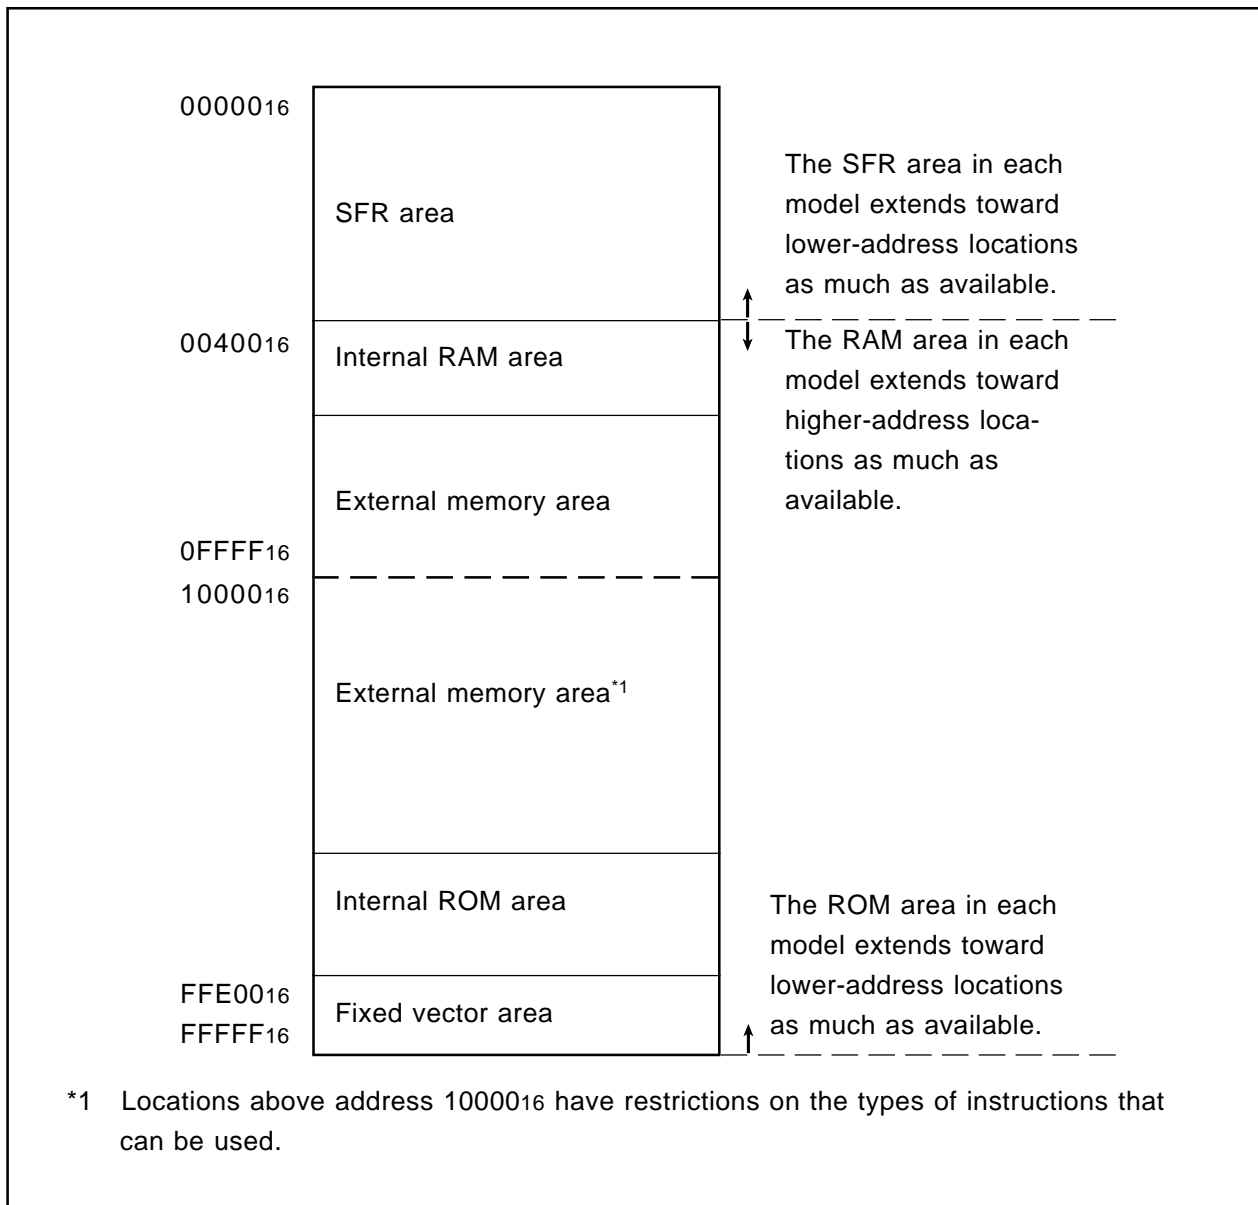 0000016
SFR area
The SFR area in each
model extends toward
lower-address locations
as much as available.
0040016
Internal RAM area
The RAM area in each
model extends toward
higher-address loca-
tions as much as
available.
External memory area
0FFFF16
1000016
External memory area*1
Internal ROM area
The ROM area in each
model extends toward
lower-address locations
as much as available.
FFE0016
Fixed vector area
FFFFF16
*1 Locations above address 1000016 have restrictions on the types of instructions that
can be used.